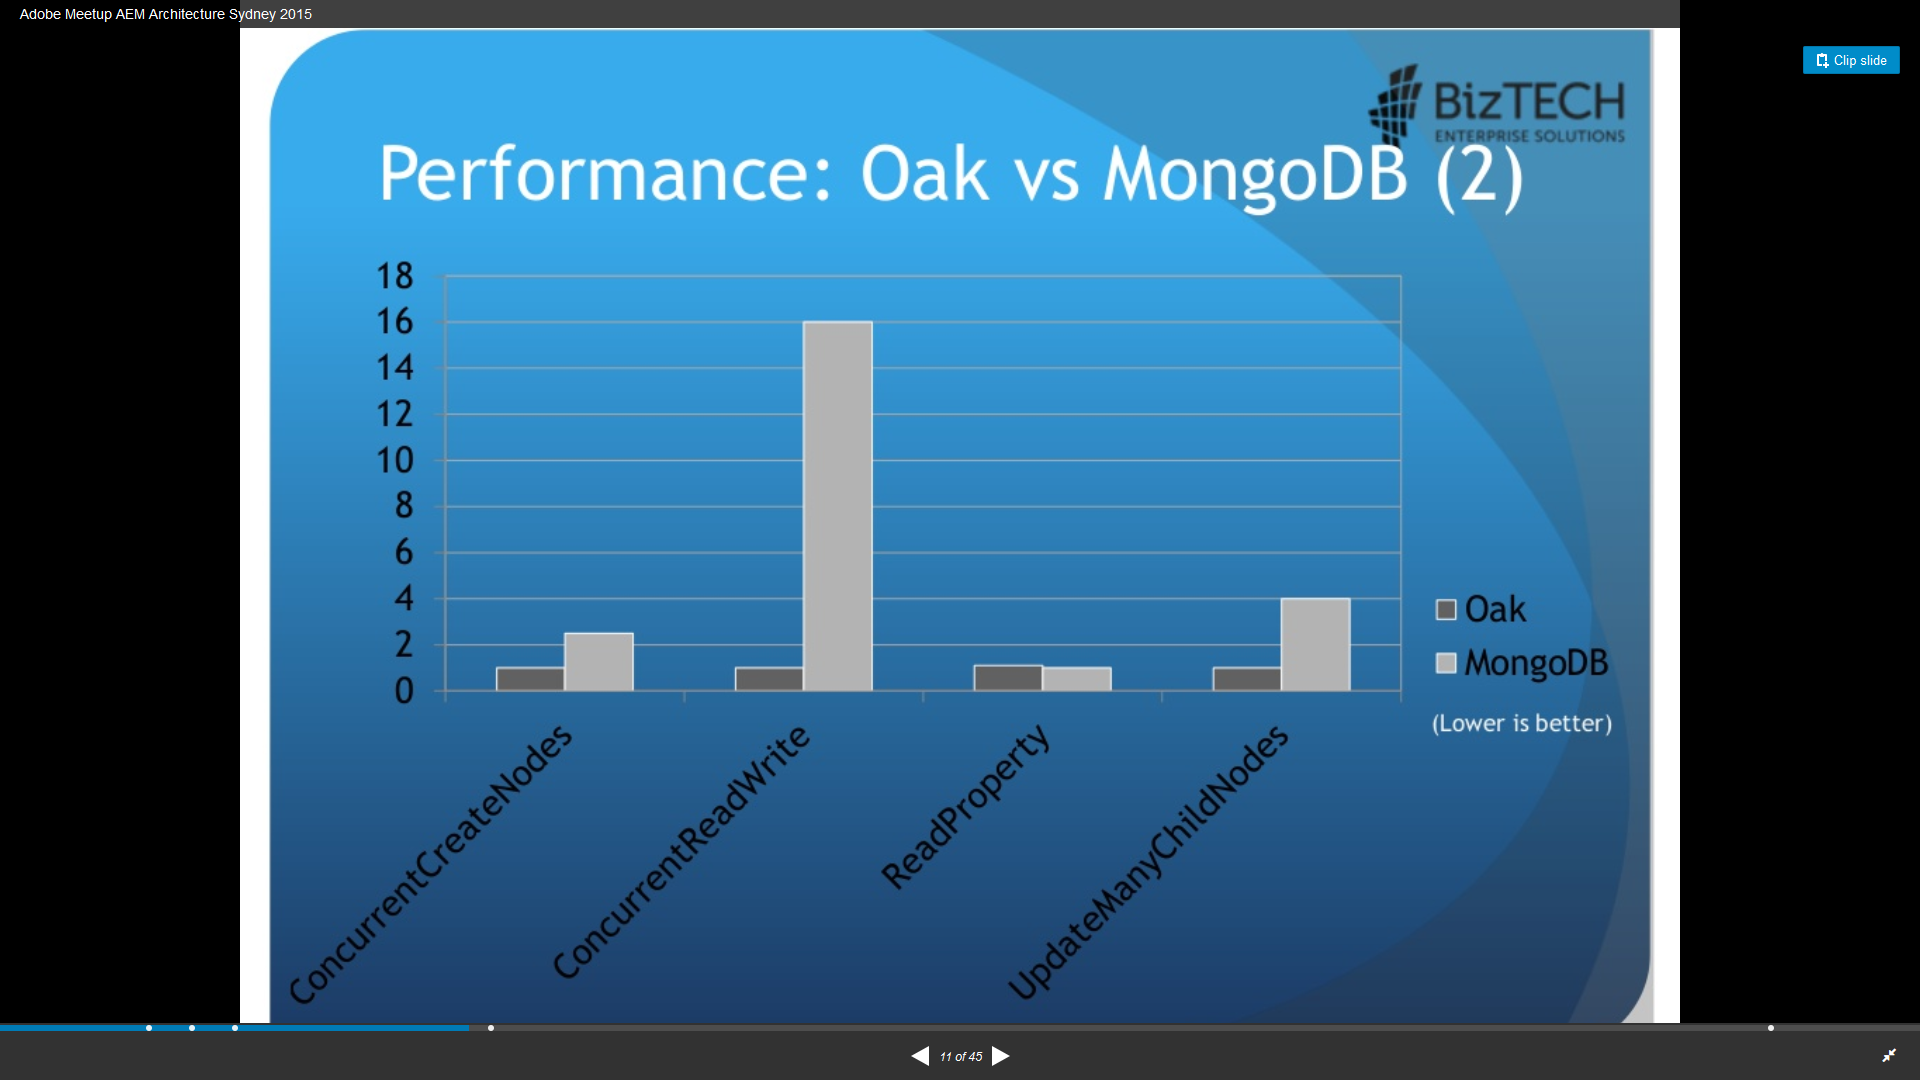 Adobe Meetup AEM Architecture Sydney 2015
Clip slide
BizTECH
ENTERPRISE SOLUTIONS
Performance: Oak vs MongoDB (2)
18
16
14
12
10
8
6
4
2
0
Oak
MongoDB
(Lower is better)
ConcurrentCreateNodes
ConcurrentReadWrite
ReadProperty
UpdateManyChildNodes
11 of 45